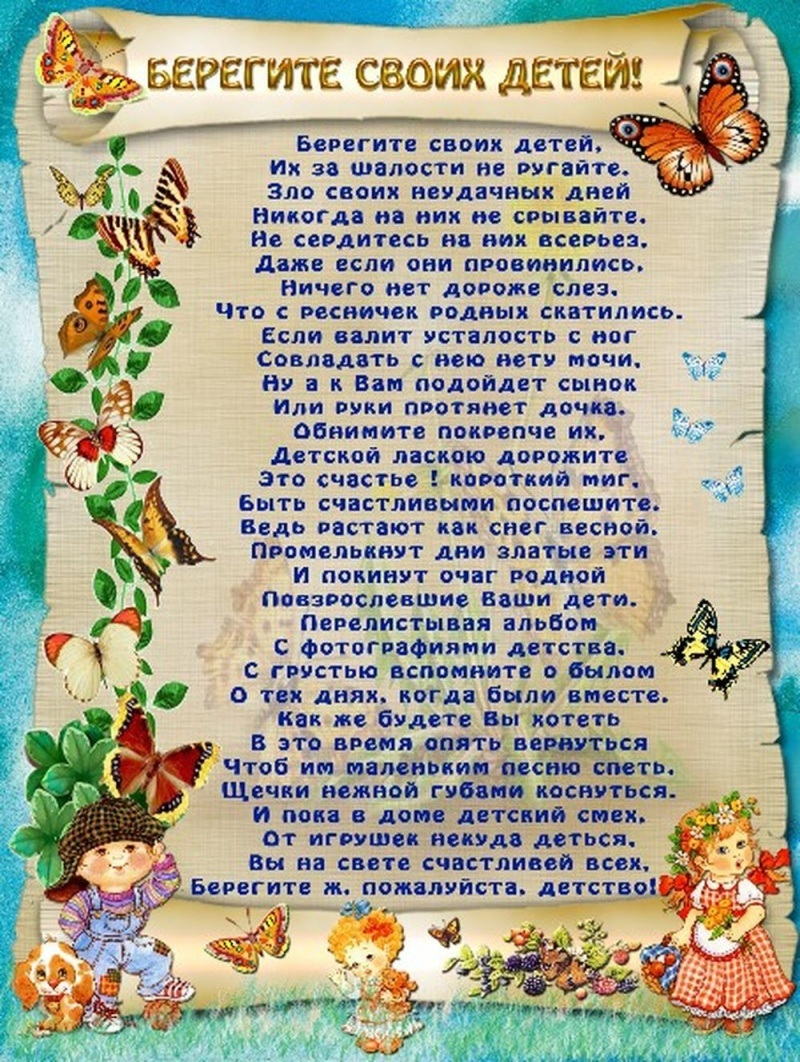 БЕРЕГИТЕ СВОИХ ДЕТЕЙ!
Берегите своих детей,
Их за шалости не ругайте.
Зло своих неудачных дней
Никогда на них не срывайте.
Не сердитесь на них всерьез,
Даже если они провинились,
Ничего нет дороже слез,
Что с ресничек родных скатились.
Если валит усталость с ног
Совладать с нею нету мочи,
Ну а к Вам подойдет сынок
Или руки протянет дочка.
Обнимите покрепче их,
Детской ласкою дорожите
Это счастье ! короткий миг,
Быть счастливыми поспешите.
Ведь растают как снег весной,
Промелькнут дни златые эти
И покинут очаг родной
Повзрослевшие Ваши дети.
Перелистывая альбом
С фотографиями детства,
С грустью вспомните о былом
О тех днях, когда были вместе.
Как же будете Вы хотеть
В это время опять вернуться
Чтоб им маленьким песню спеть,
Щечки нежной губами коснуться.
И пока в доме детский смех,
От игрушек некуда деться,
Вы на свете счастливей всех,
Берегите ж, пожалуйста, детство!